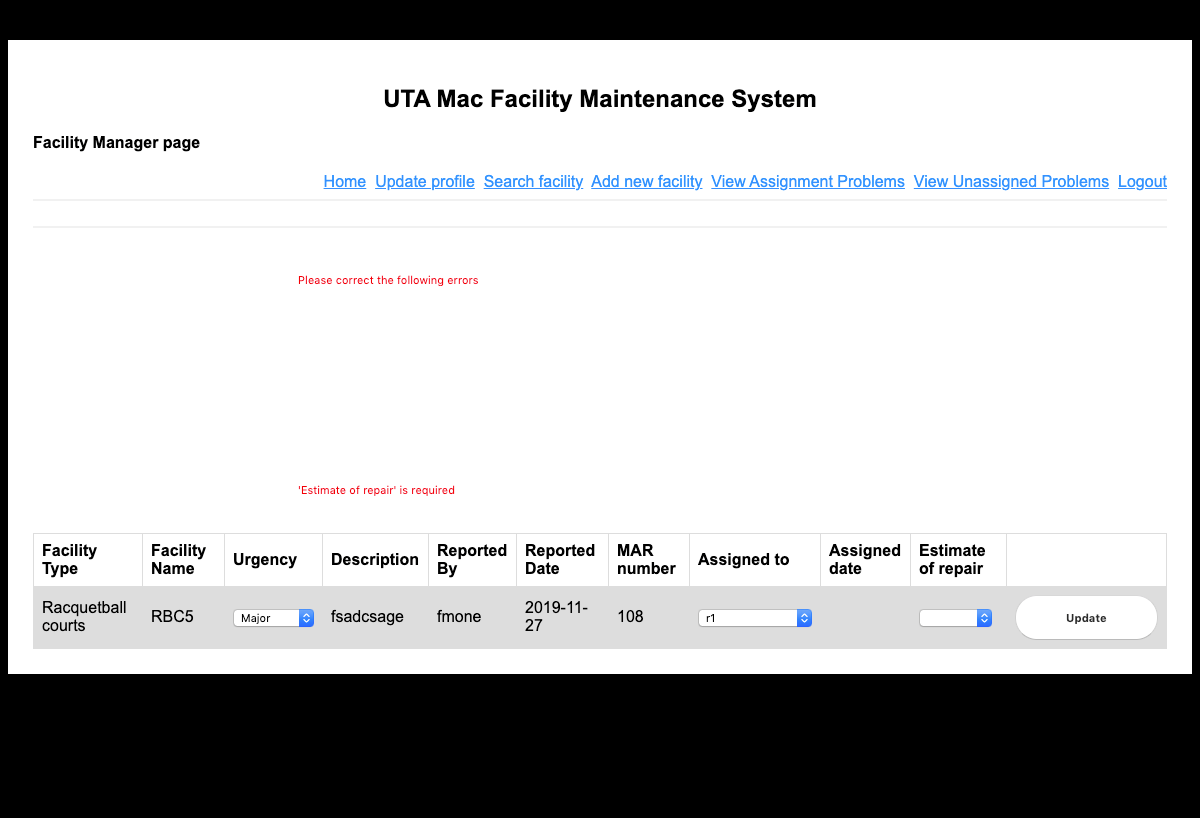 UTA Mac Facility Maintenance System
Facility Manager page
Home Update profile Search facility Add new facility View Assignment Problems View Unassigned Problems Logout
Please correct the following errors
'Estimate of repair' is required
Facility Type Facility Name Urgency Description Reported By Reported Date MAR number Assigned to Assigned date Estimate of repair
Racquetball courts RBC5 Major fsadcsage fmone 2019-11-27 108 r1 Update